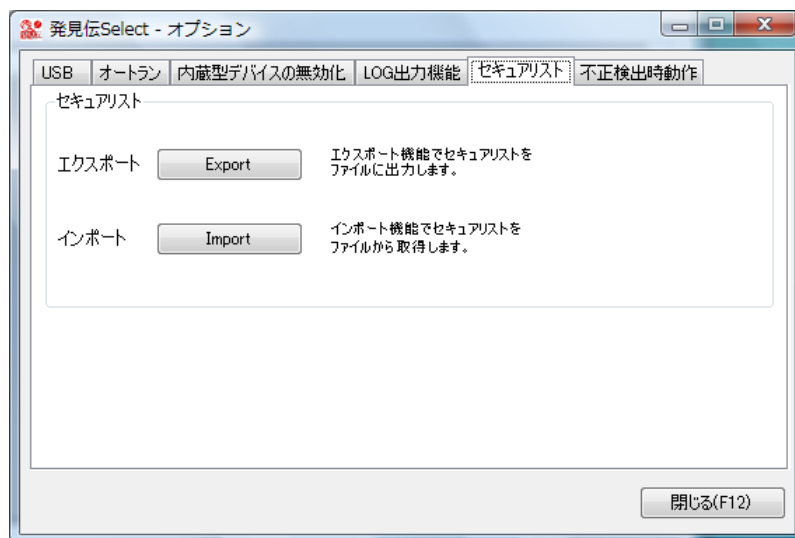 発見伝Select - オプション
USB オートラン 内蔵型デバイスの無効化 LOG出力機能 セキュアリスト 不正検出時動作
セキュアリスト
エクスポート Export エクスポート機能でセキュアリストを
ファイルに出力します。
インポート Import インポート機能でセキュアリストを
ファイルから取得します。
閉じる(F12)